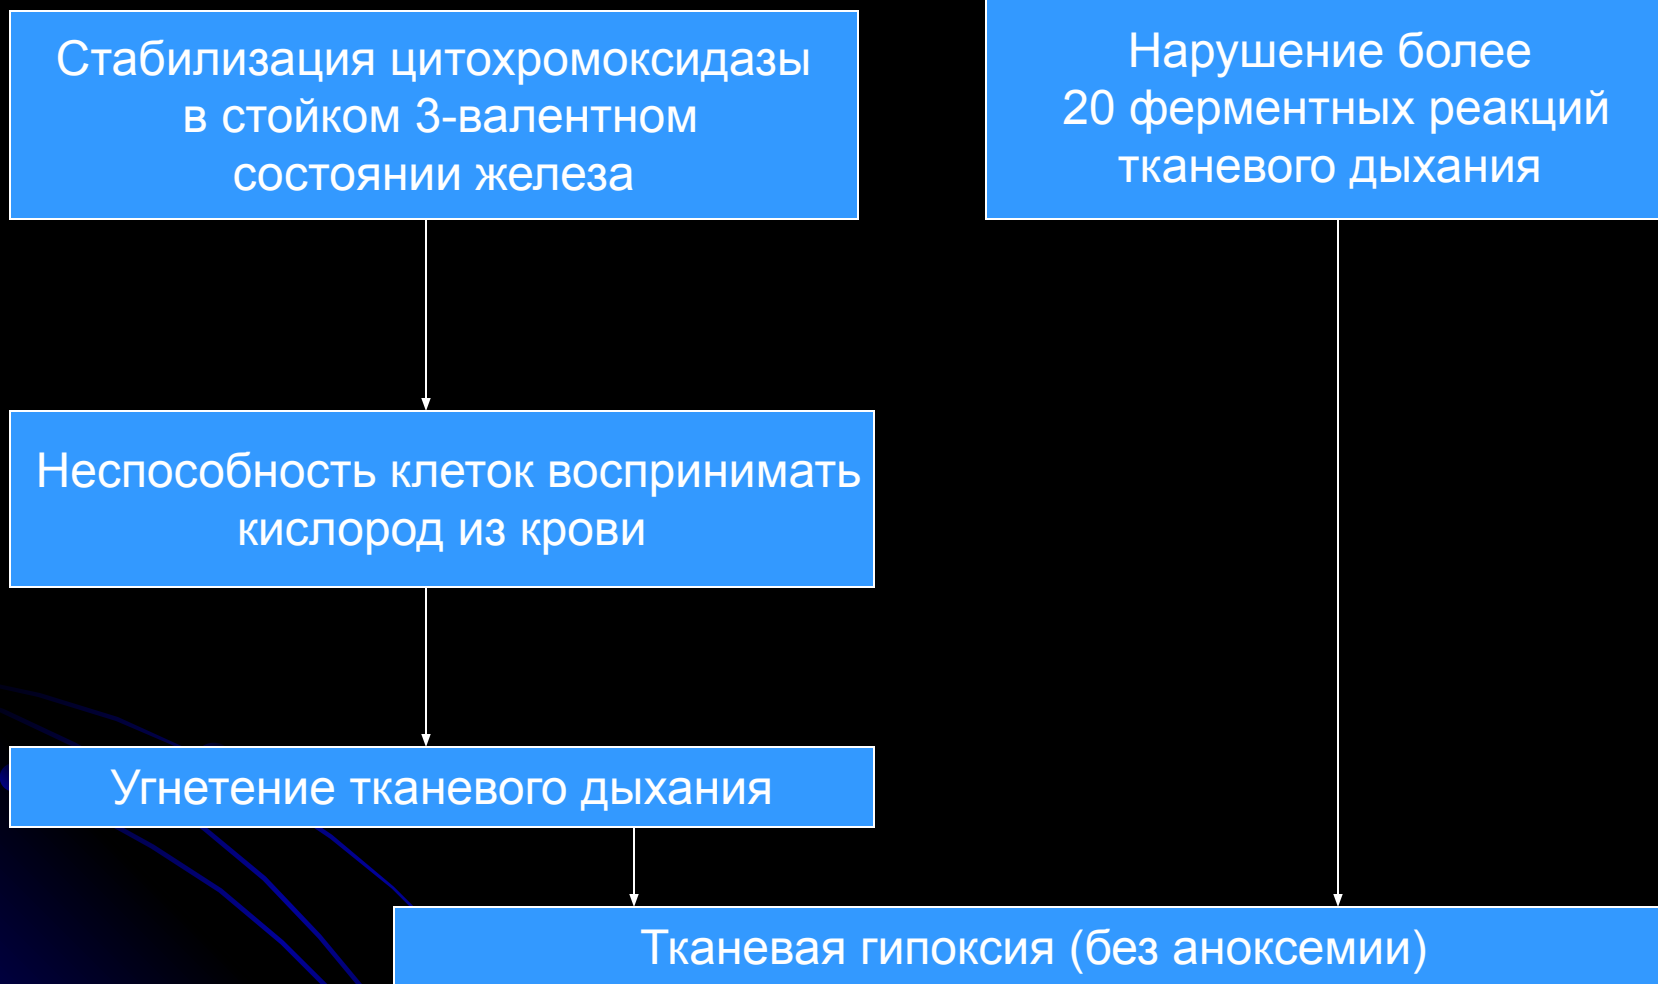 Стабилизация цитохромоксидазы
в стойком 3-валентном
состоянии железа
Нарушение более
20 ферментных реакций
тканевого дыхания
Неспособность клеток воспринимать
кислород из крови
Угнетение тканевого дыхания
Тканевая гипоксия (без аноксемии)